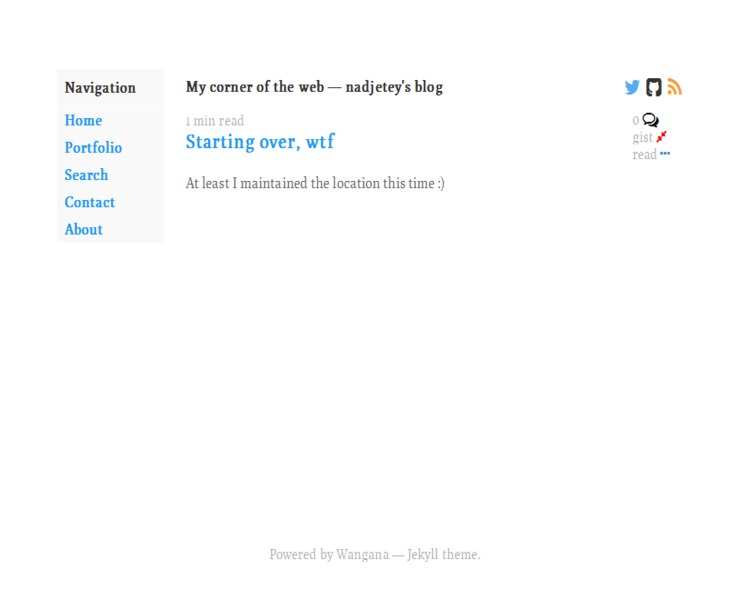 Navigation
Home
Portfolio
Search
Contact
About
My corner of the web — nadjetey's blog
1 min read
Starting over, wtf
At least I maintained the location this time :)
0
gist
read
Powered by Wangana — Jekyll theme.